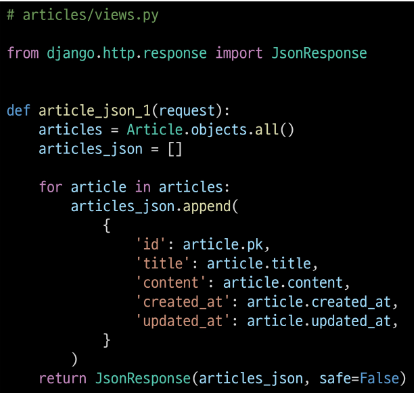 # articles/views.py

from django.http.response import JsonResponse


def article_json_1(request):
    articles = Article.objects.all()
    articles_json = []

    for article in articles:
        articles_json.append(
            {
                'id': article.pk,
                'title': article.title,
                'content': article.content,
                'created_at': article.created_at,
                'updated_at': article.updated_at,
            }
        )
    return JsonResponse(articles_json, safe=False)